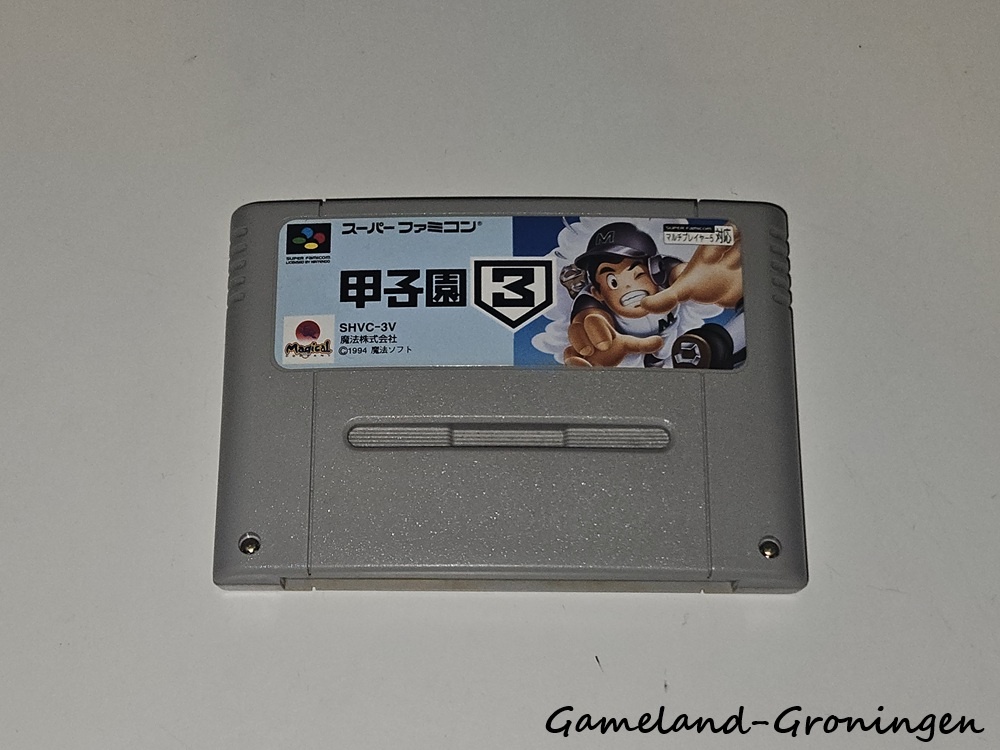 スーパーファミコン®
SUPER FAMICOM
LICENSED BY NINTENDO
SUPER FAMICOM
マルチプレイヤー5 対応
M
甲子園 3
M
Magical
SHVC-3V
魔法株式会社
©1994 魔法ソフト
Gameland-Groningen